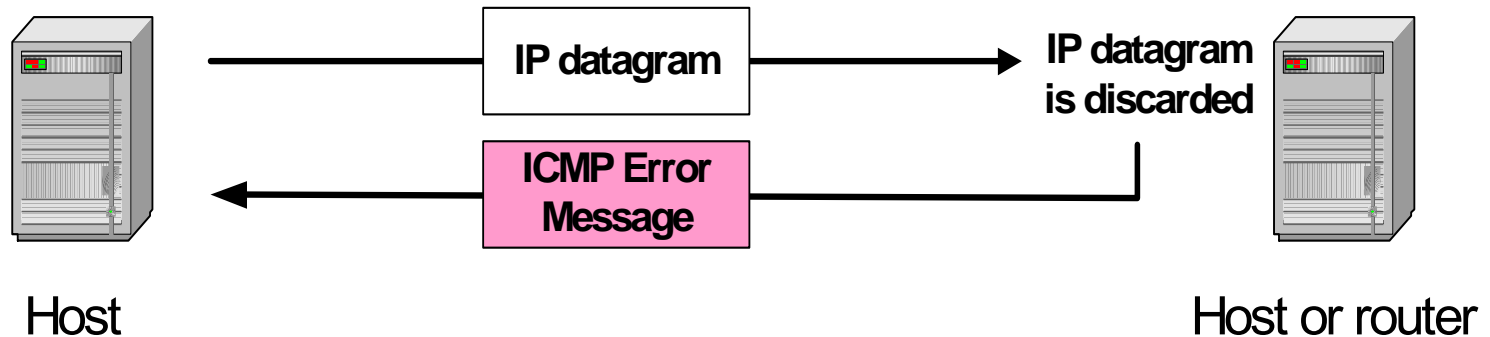 IP datagram
IP datagram
is discarded
ICMP Error
Message
Host
Host or router